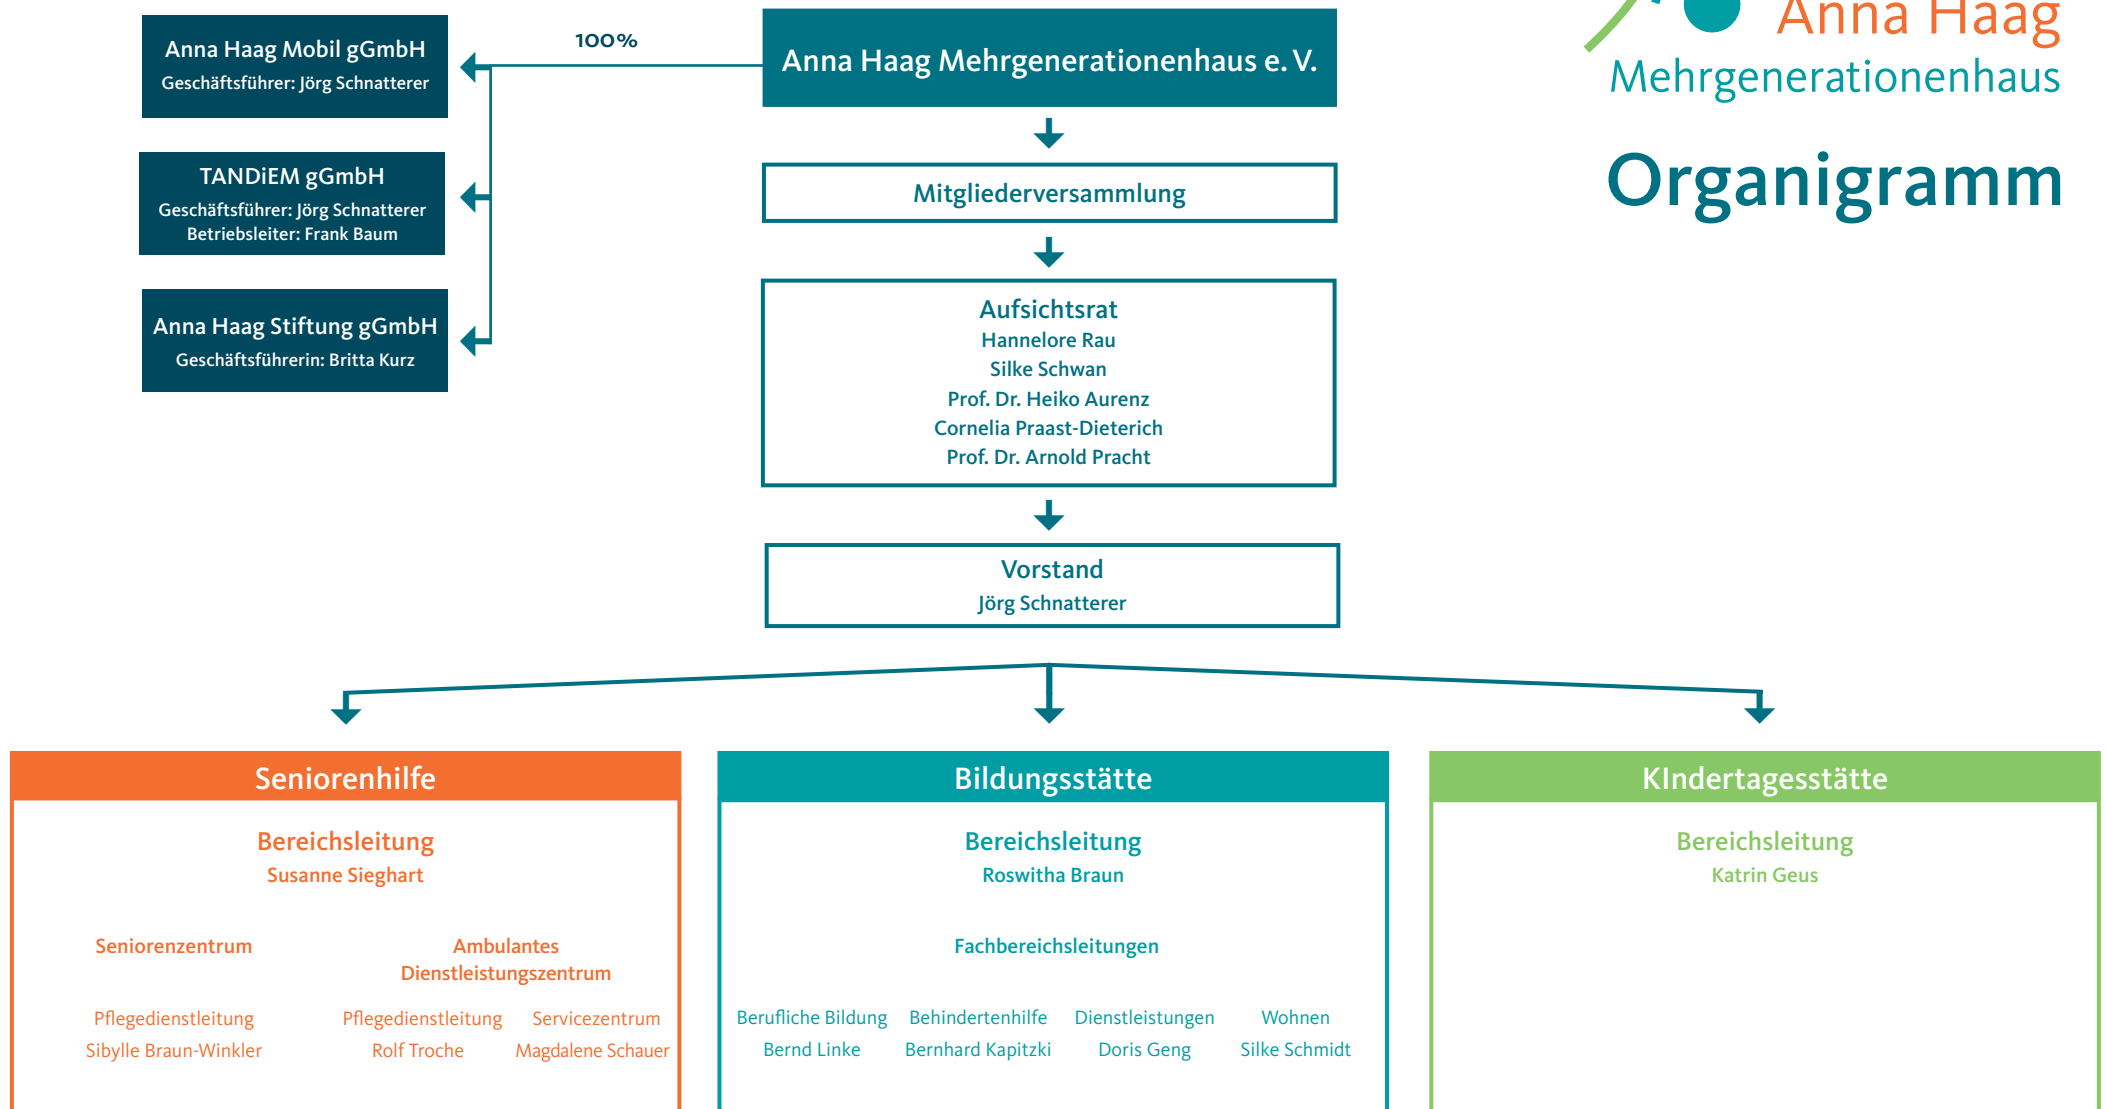 Anna Haag Mobil gGmbH
Geschäftsführer: Jörg Schnatterer
100%
Anna Haag Mehrgenerationenhaus e. V.
Anna Haag
Mehrgenerationenhaus
Organigramm
TANDiEM gGmbH
Geschäftsführer: Jörg Schnatterer
Betriebsleiter: Frank Baum
Anna Haag Stiftung gGmbH
Geschäftsführerin: Britta Kurz
Mitgliederversammlung
Aufsichtsrat
Hannelore Rau
Silke Schwan
Prof. Dr. Heiko Aurenz
Cornelia Praast-Dieterich
Prof. Dr. Arnold Pracht
Vorstand
Jörg Schnatterer
Seniorenhilfe
Bereichsleitung
Susanne Sieghart
Seniorenzentrum
Pflegedienstleitung
Sibylle Braun-Winkler
Ambulantes
Dienstleistungszentrum
Pflegedienstleitung
Rolf Troche
Servicezentrum
Magdalene Schauer
Bildungsstätte
Bereichsleitung
Roswitha Braun
Fachbereichsleitungen
Berufliche Bildung
Bernd Linke
Behindertenhilfe
Bernhard Kapitzki
Dienstleistungen
Doris Geng
Wohnen
Silke Schmidt
KIndertagesstätte
Bereichsleitung
Katrin Geus